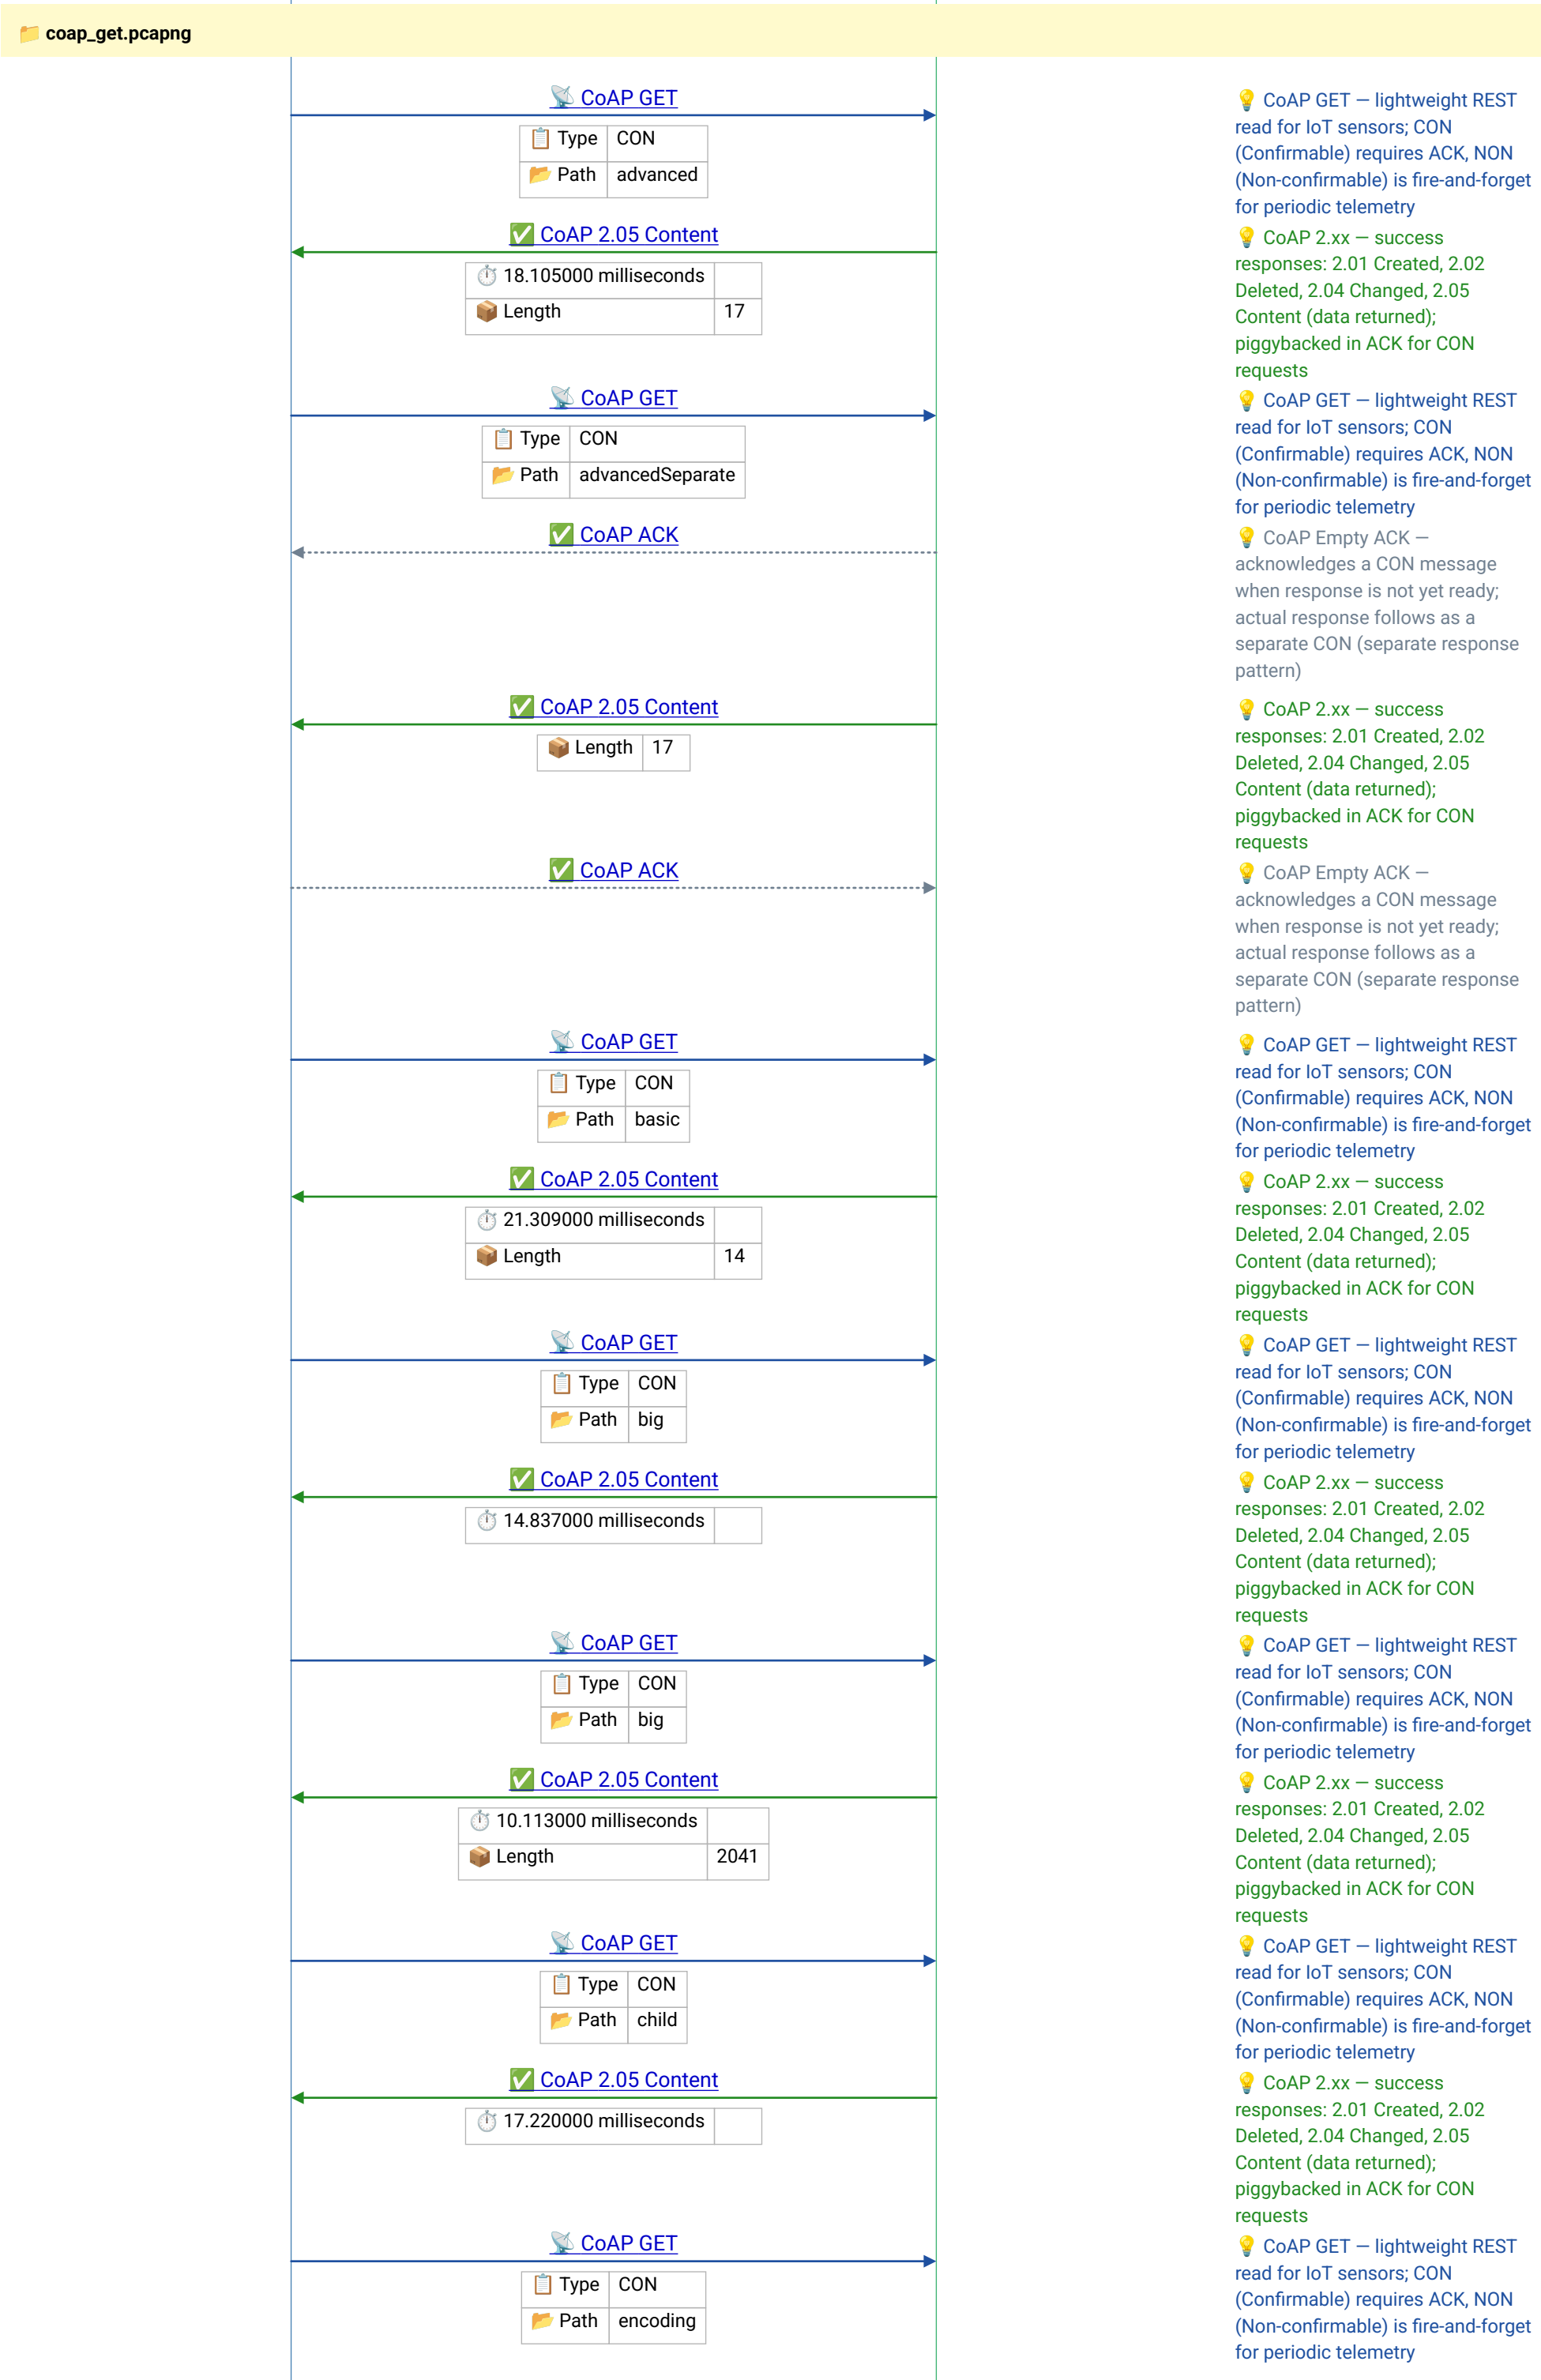 📁 coap_get.pcapng
📡 CoAP GET
📋 Type CON
📂 Path advanced
💡 CoAP GET — lightweight REST
read for IoT sensors; CON
(Confirmable) requires ACK, NON
(Non-confirmable) is fire-and-forget
for periodic telemetry
✅ CoAP 2.05 Content
⏱️ 18.105000 milliseconds
📦 Length 17
💡 CoAP 2.xx — success
responses: 2.01 Created, 2.02
Deleted, 2.04 Changed, 2.05
Content (data returned);
piggybacked in ACK for CON
requests
📡 CoAP GET
📋 Type CON
📂 Path advancedSeparate
💡 CoAP GET — lightweight REST
read for IoT sensors; CON
(Confirmable) requires ACK, NON
(Non-confirmable) is fire-and-forget
for periodic telemetry
✅ CoAP ACK
💡 CoAP Empty ACK —
acknowledges a CON message
when response is not yet ready;
actual response follows as a
separate CON (separate response
pattern)
✅ CoAP 2.05 Content
📦 Length 17
💡 CoAP 2.xx — success
responses: 2.01 Created, 2.02
Deleted, 2.04 Changed, 2.05
Content (data returned);
piggybacked in ACK for CON
requests
✅ CoAP ACK
💡 CoAP Empty ACK —
acknowledges a CON message
when response is not yet ready;
actual response follows as a
separate CON (separate response
pattern)
📡 CoAP GET
📋 Type CON
📂 Path basic
💡 CoAP GET — lightweight REST
read for IoT sensors; CON
(Confirmable) requires ACK, NON
(Non-confirmable) is fire-and-forget
for periodic telemetry
✅ CoAP 2.05 Content
⏱️ 21.309000 milliseconds
📦 Length 14
💡 CoAP 2.xx — success
responses: 2.01 Created, 2.02
Deleted, 2.04 Changed, 2.05
Content (data returned);
piggybacked in ACK for CON
requests
📡 CoAP GET
📋 Type CON
📂 Path big
💡 CoAP GET — lightweight REST
read for IoT sensors; CON
(Confirmable) requires ACK, NON
(Non-confirmable) is fire-and-forget
for periodic telemetry
✅ CoAP 2.05 Content
⏱️ 14.837000 milliseconds
💡 CoAP 2.xx — success
responses: 2.01 Created, 2.02
Deleted, 2.04 Changed, 2.05
Content (data returned);
piggybacked in ACK for CON
requests
📡 CoAP GET
📋 Type CON
📂 Path big
💡 CoAP GET — lightweight REST
read for IoT sensors; CON
(Confirmable) requires ACK, NON
(Non-confirmable) is fire-and-forget
for periodic telemetry
✅ CoAP 2.05 Content
⏱️ 10.113000 milliseconds
📦 Length 2041
💡 CoAP 2.xx — success
responses: 2.01 Created, 2.02
Deleted, 2.04 Changed, 2.05
Content (data returned);
piggybacked in ACK for CON
requests
📡 CoAP GET
📋 Type CON
📂 Path child
💡 CoAP GET — lightweight REST
read for IoT sensors; CON
(Confirmable) requires ACK, NON
(Non-confirmable) is fire-and-forget
for periodic telemetry
✅ CoAP 2.05 Content
⏱️ 17.220000 milliseconds
💡 CoAP 2.xx — success
responses: 2.01 Created, 2.02
Deleted, 2.04 Changed, 2.05
Content (data returned);
piggybacked in ACK for CON
requests
📡 CoAP GET
📋 Type CON
📂 Path encoding
💡 CoAP GET — lightweight REST
read for IoT sensors; CON
(Confirmable) requires ACK, NON
(Non-confirmable) is fire-and-forget
for periodic telemetry